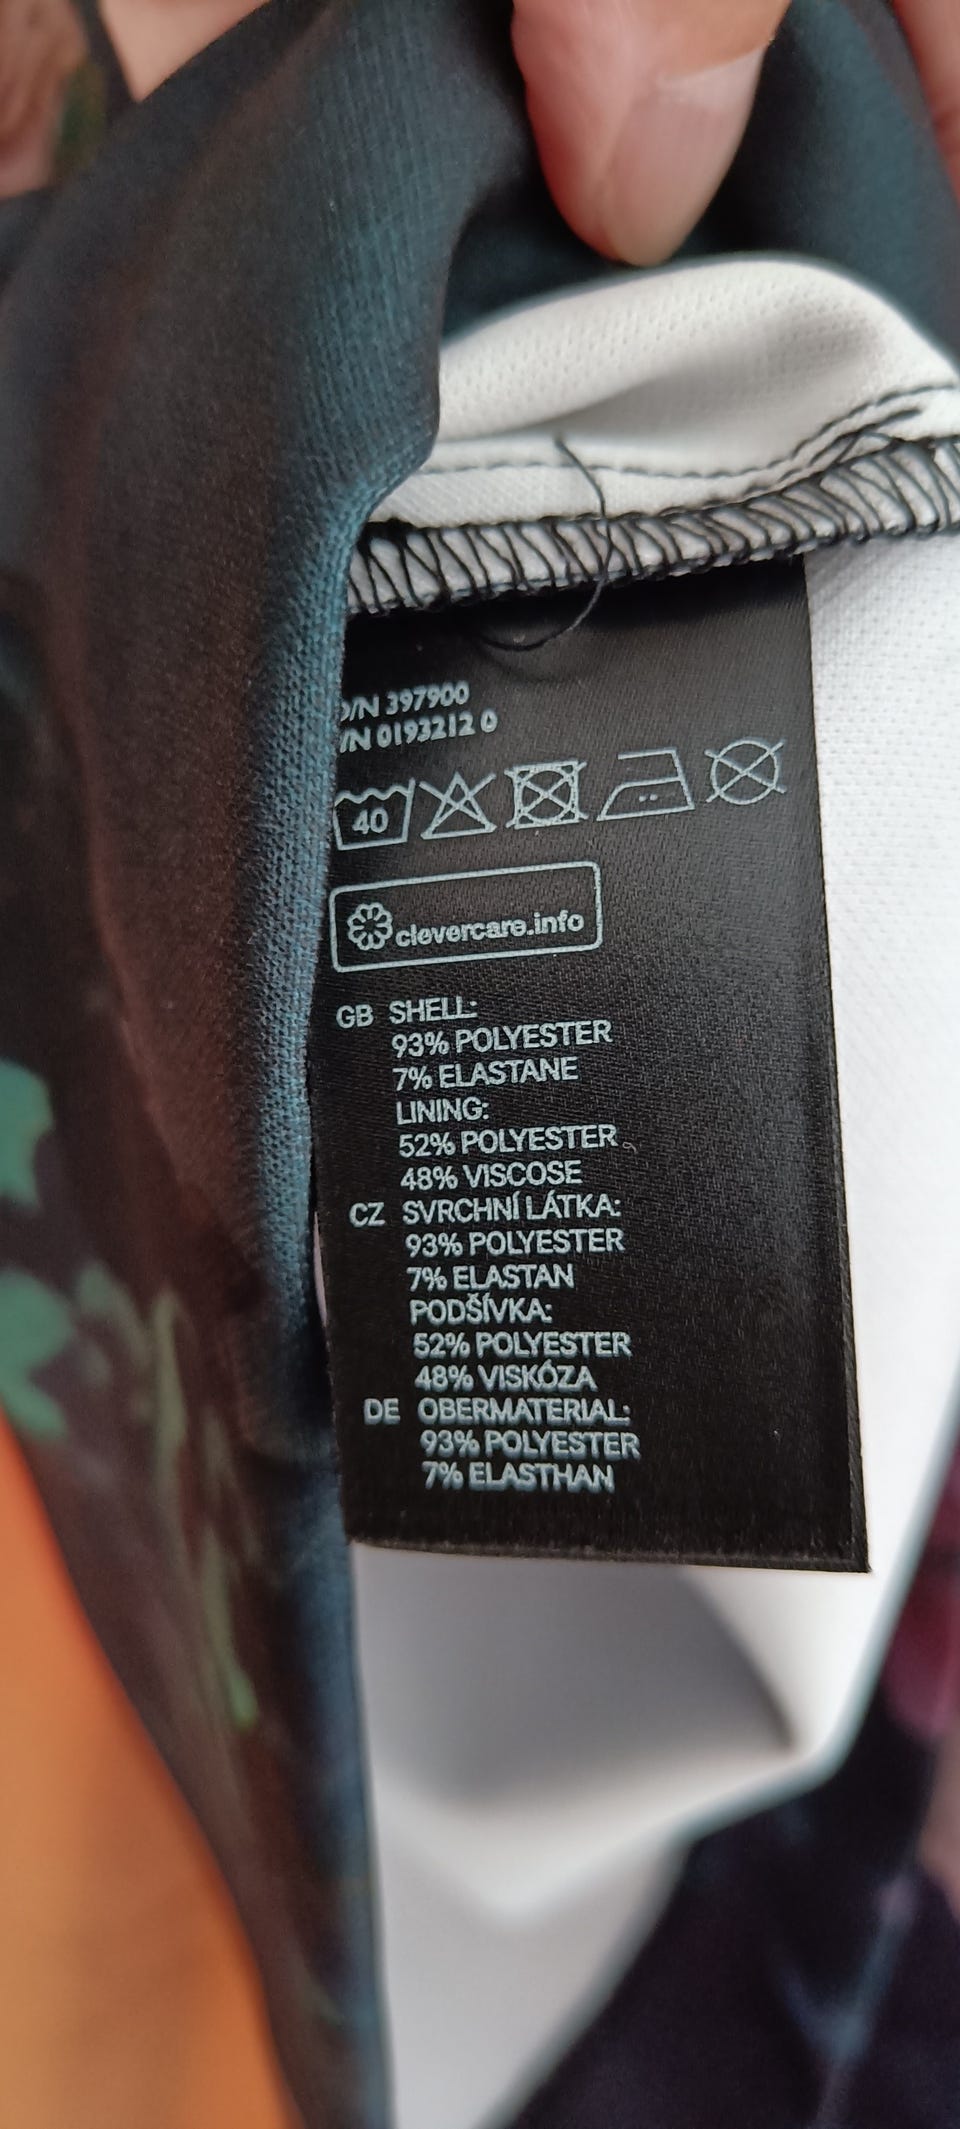 /N 397900
/N 0193212 0
40
clevercare.info
GB SHELL:
93% POLYESTER
7% ELASTANE
LINING:
52% POLYESTER
48% VISCOSE
CZ SVRCHNÍ LÁTKA:
93% POLYESTER
7% ELASTAN
PODŠÍVKA:
52% POLYESTER
48% VISKÓZA
DE OBERMATERIAL:
93% POLYESTER
7% ELASTHAN